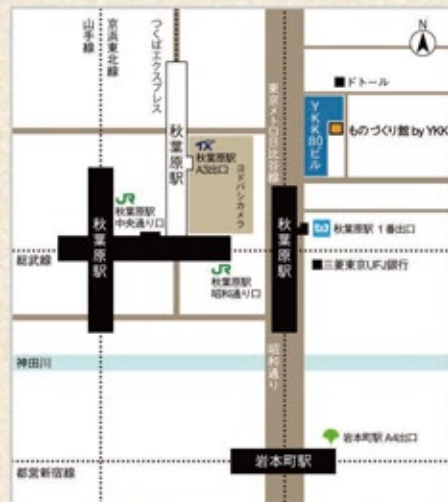 山手線
京浜東北線
つくばエクスプレス
N
東京メトロ日比谷線
■ドトール
YKK80ビル
ものづくり館 by YKK
秋葉原駅
TX
秋葉原駅
A3出口
ヨドバシカメラ
JR
秋葉原駅
中央通り口
秋葉原駅
秋葉原駅
秋葉原駅 1番出口
総武線
JR
秋葉原駅
昭和通り口
■三菱東京UFJ銀行
昭和通り
神田川
岩本町駅 A4出口
岩本町駅
都営新宿線